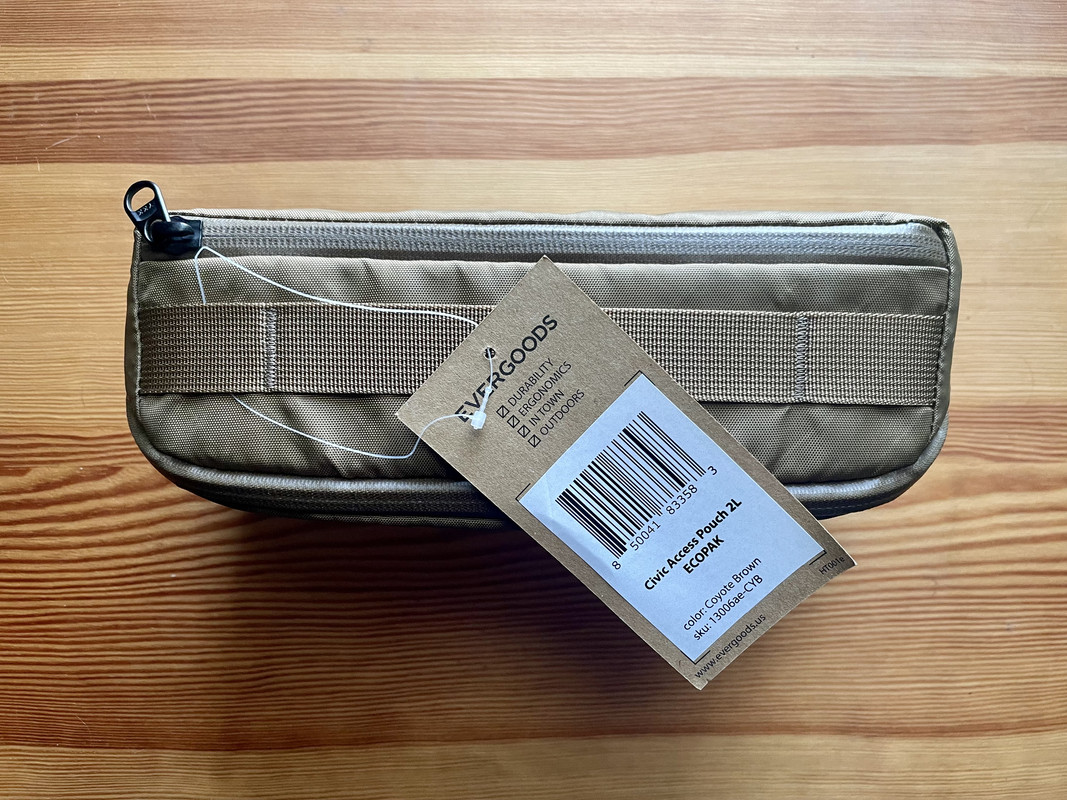 EVERGOODS
DURABILITY
ERGONOMICS
IN TOWN
OUTDOORS
8 50041 83358 3
Civic Access Pouch 2L
ECOPAK
color: Coyote Brown
sku: 13006ae-CYB
www.evergoods.us
HT001e